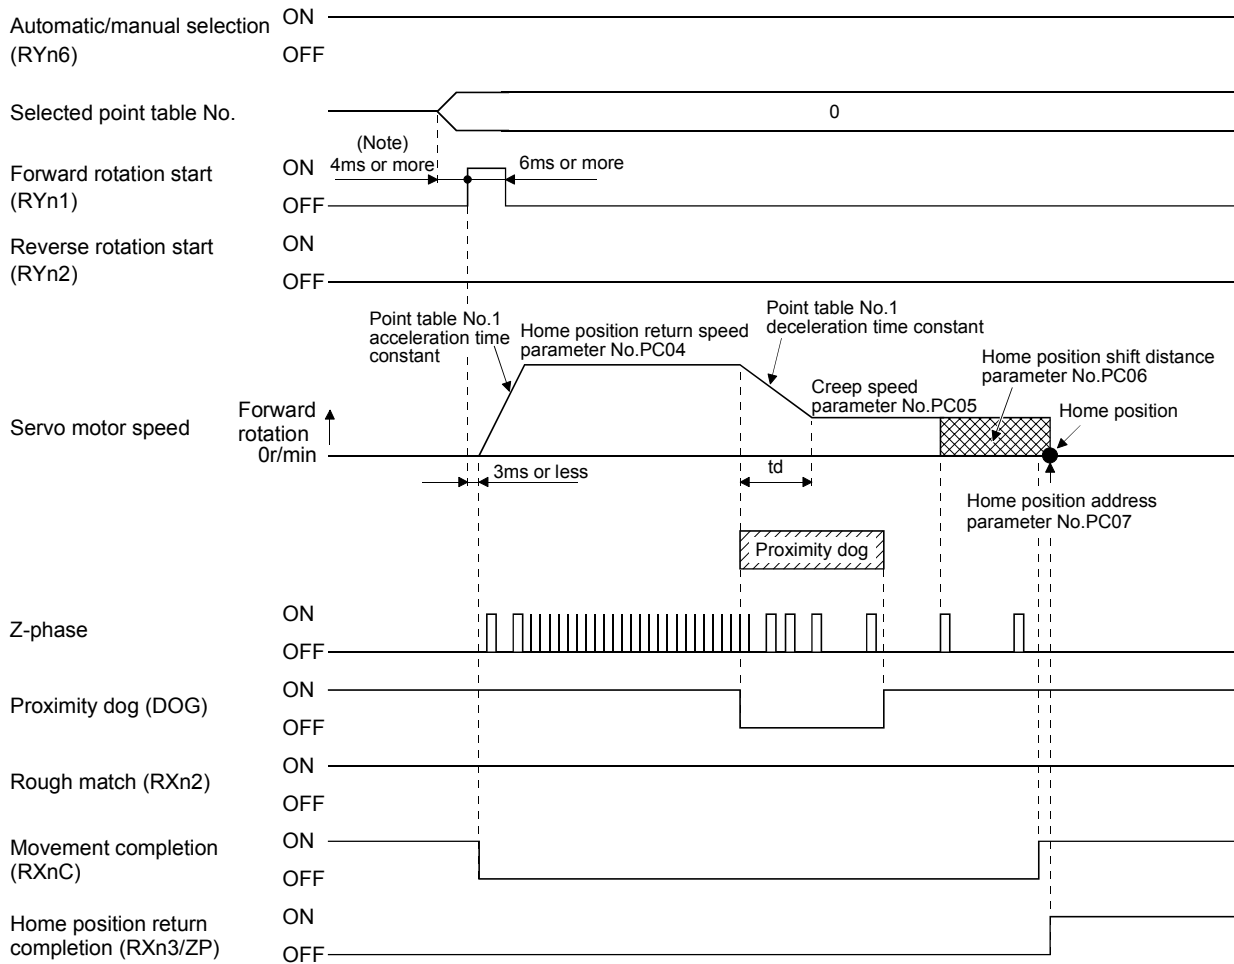 Automatic/manual selection
(RYn6)
ON
OFF
Selected point table No.
0
Forward rotation start
(RYn1)
ON
OFF
(Note)
4ms or more
6ms or more
Reverse rotation start
(RYn2)
ON
OFF
Servo motor speed
Forward
rotation
0r/min
Point table No.1
acceleration time
constant
Home position return speed
parameter No.PC04
Point table No.1
deceleration time constant
Creep speed
parameter No.PC05
Home position shift distance
parameter No.PC06
Home position
3ms or less
td
Home position address
parameter No.PC07
Proximity dog
Z-phase
ON
OFF
Proximity dog (DOG)
ON
OFF
Rough match (RXn2)
ON
OFF
Movement completion
(RXnC)
ON
OFF
Home position return
completion (RXn3/ZP)
ON
OFF